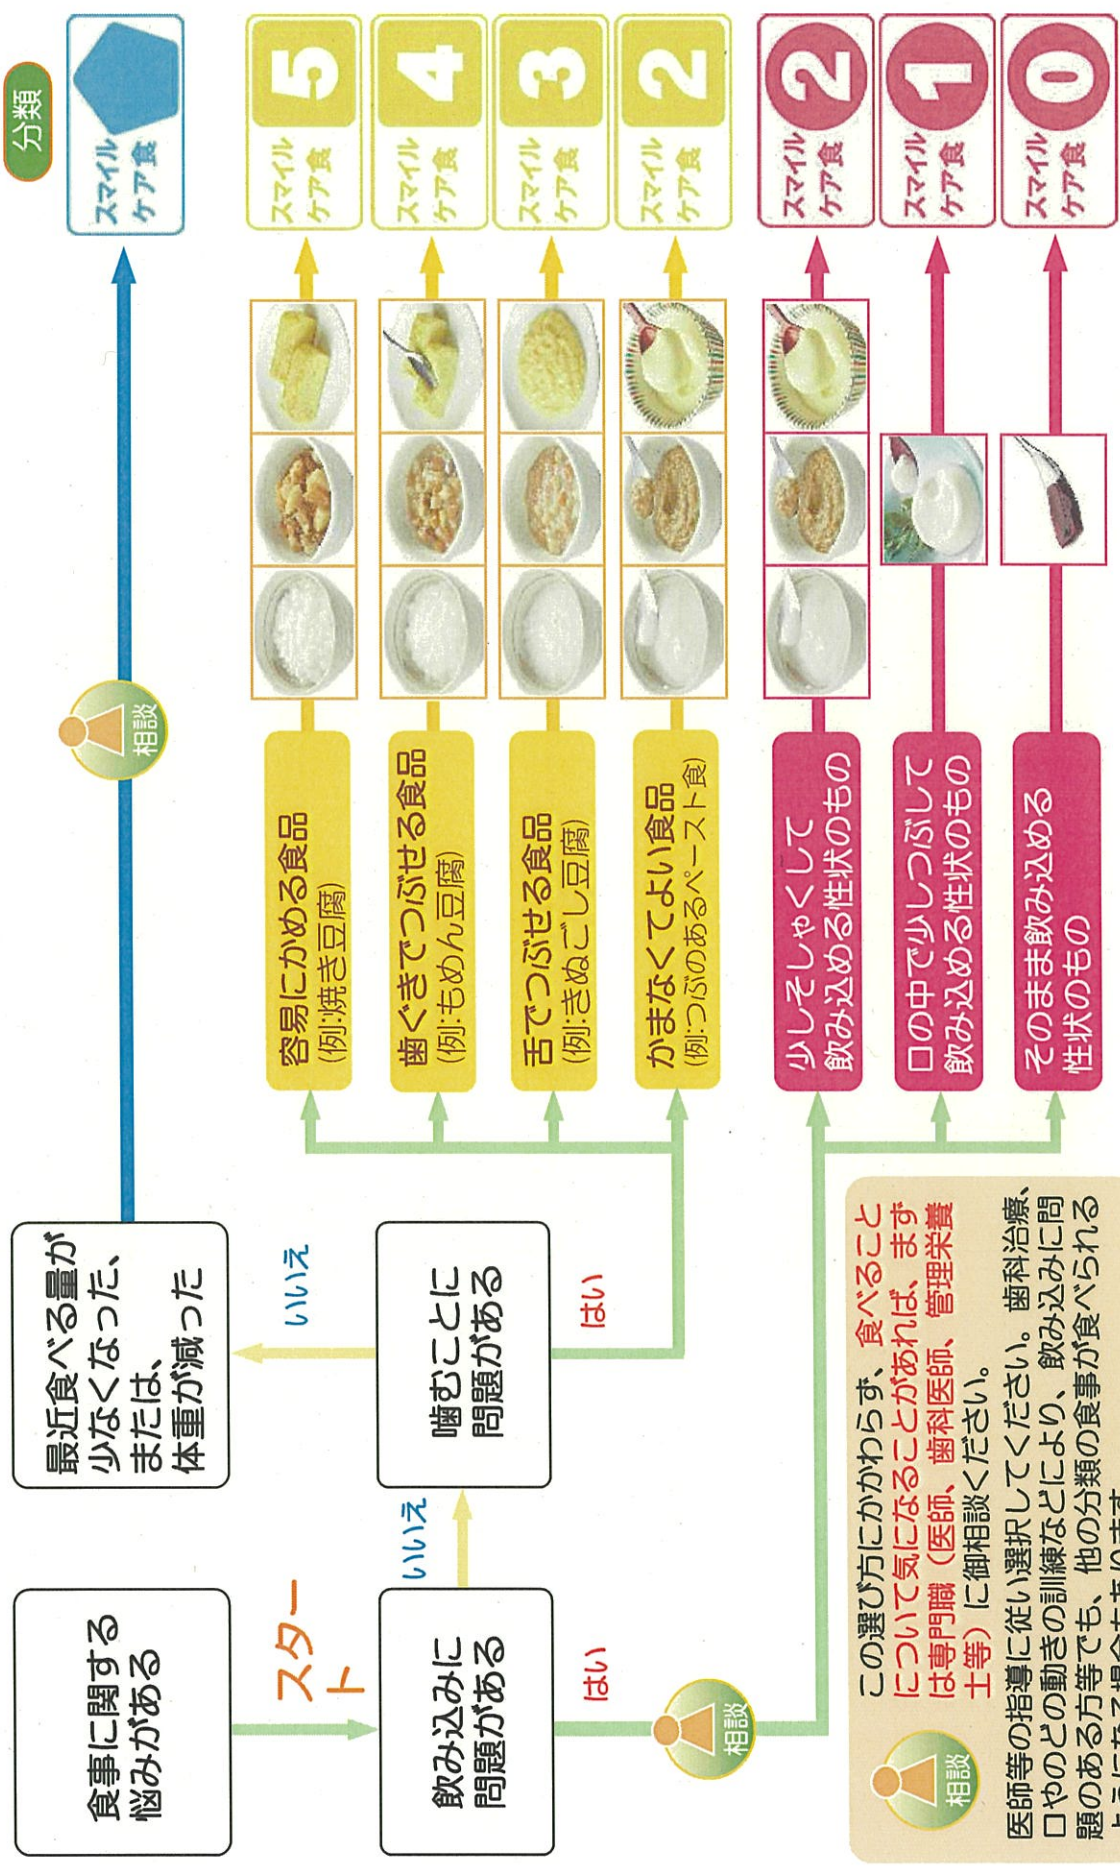 分類
食事に関する
悩みがある
スター
ト
飲み込みに
問題がある
いいえ
はい
相談
最近食べる量が
少なくなった、
または、
体重が減った
いいえ
噛むことに
問題がある
はい
相談
スマイル
ケア食
容易にかめる食品
(例:焼き豆腐)
スマイル
ケア食
5
歯ぐきでつぶせる食品
(例:もめん豆腐)
スマイル
ケア食
4
舌でつぶせる食品
(例:きぬごし豆腐)
スマイル
ケア食
3
かまなくてよい食品
(例:つぶのあるペースト食)
スマイル
ケア食
2
少しそしゃくして
飲み込める性状のもの
スマイル
ケア食
2
口の中で少しつぶして
飲み込める性状のもの
スマイル
ケア食
1
そのまま飲み込める
性状のもの
スマイル
ケア食
0
相談
この選び方にかかわらず、食べること
について気になることがあれば、まず
は専門職（医師、歯科医師、管理栄養
士等）に御相談ください。
医師等の指導に従い選択してください。歯科治療、
口やのどの動きの訓練などにより、飲み込みに問
題のある方等でも、他の分類の食事が食べられる
ようになる場合もあります。